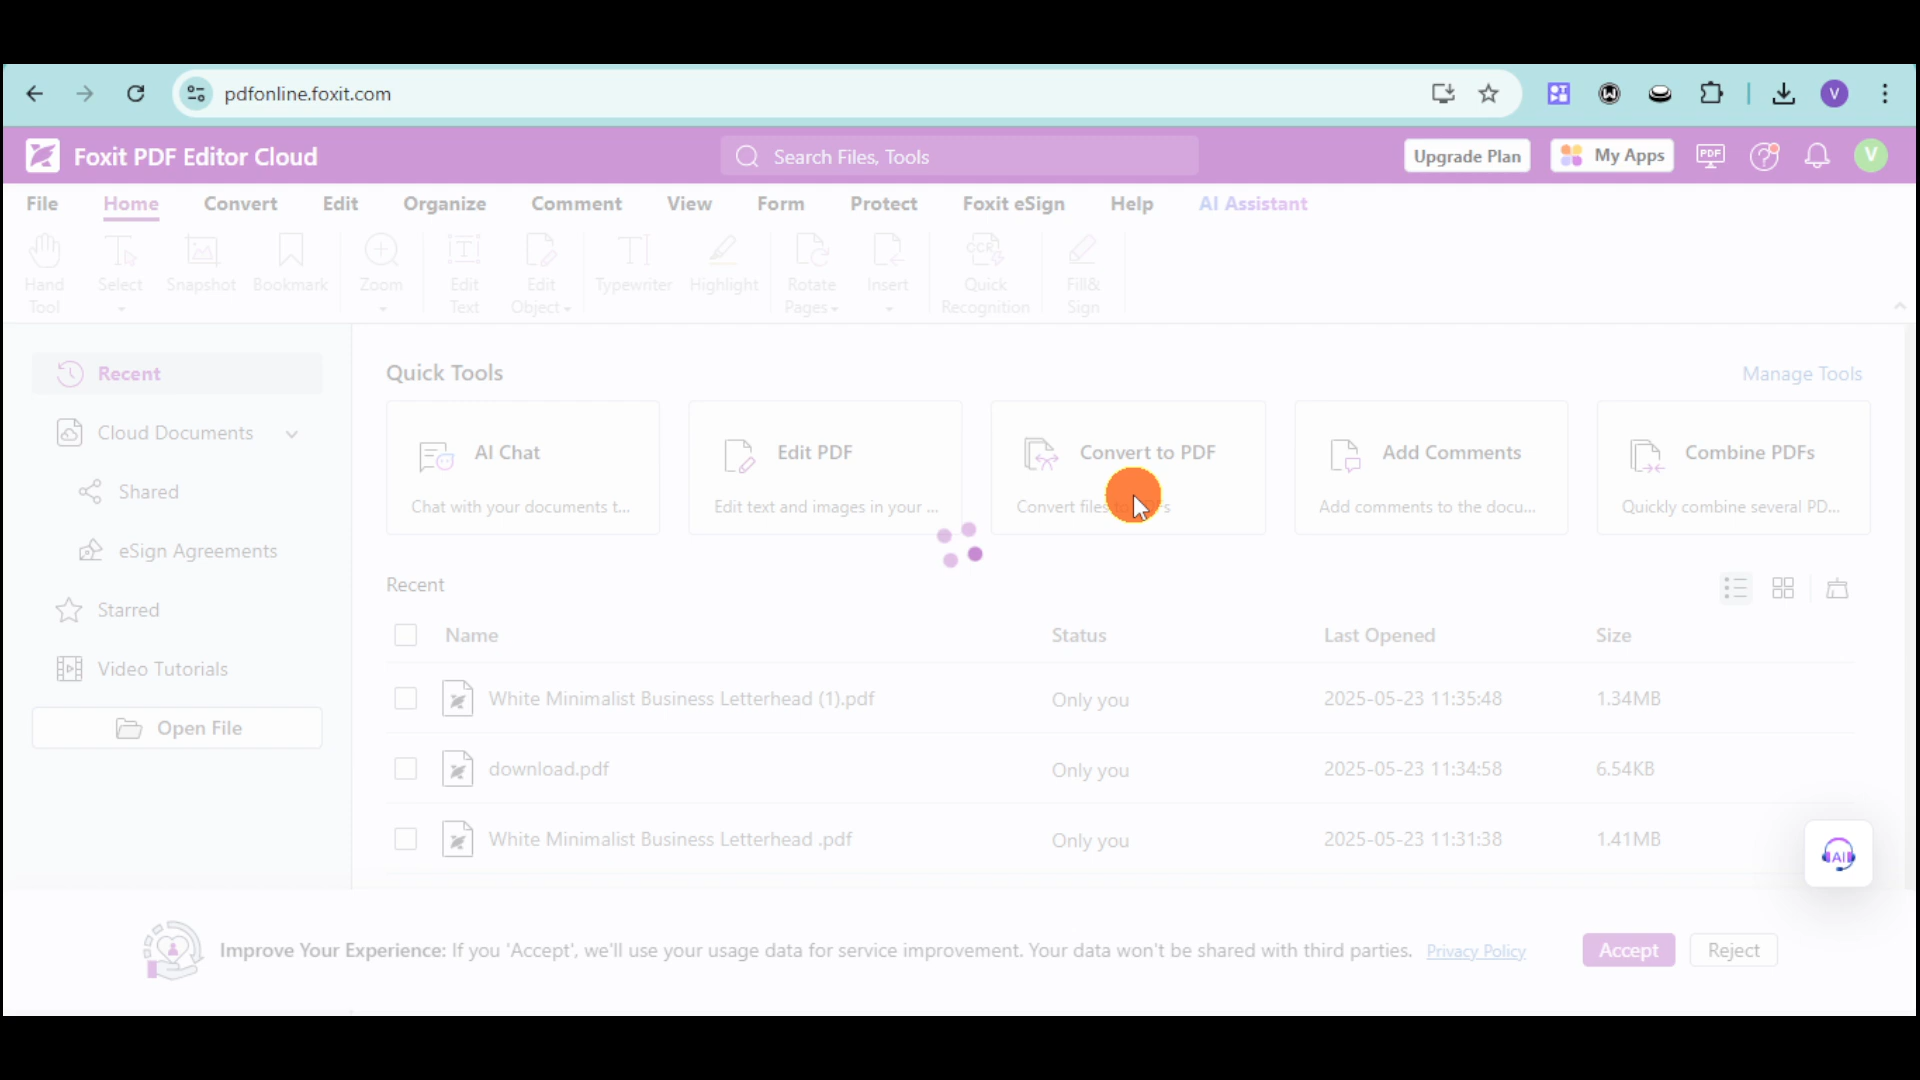 pdfonline.foxit.com
V
Foxit PDF Editor Cloud
Search Files, Tools
Upgrade Plan
My Apps
PDF
V
File Home Convert Edit Organize Comment View Form Protect Foxit eSign Help AI Assistant
Hand Tool
Select
Snapshot
Bookmark
Zoom
Edit Text
Edit Object
Typewriter
Highlight
Rotate Pages
Insert
OCR
Quick Recognition
Fill& Sign
Recent
Cloud Documents
Shared
eSign Agreements
Starred
Video Tutorials
Open File
Quick Tools
Manage Tools
AI Chat
Chat with your documents t...
Edit PDF
Edit text and images in your ...
Convert to PDF
Convert files
Add Comments
Add comments to the docu...
Combine PDFs
Quickly combine several PD...
Recent
Name Status Last Opened Size
White Minimalist Business Letterhead (1).pdf Only you 2025-05-23 11:35:48 1.34MB
download.pdf Only you 2025-05-23 11:34:58 6.54KB
White Minimalist Business Letterhead .pdf Only you 2025-05-23 11:31:38 1.41MB
AI
Improve Your Experience: If you 'Accept', we'll use your usage data for service improvement. Your data won't be shared with third parties. Privacy Policy
Accept
Reject